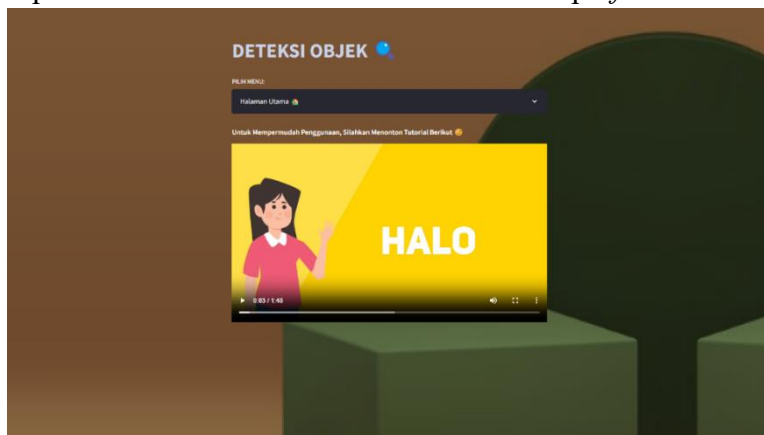 DETEKSI OBJEK 🔍
PILIH MENU:
Halaman Utama 🏠
Untuk Mempermudah Penggunaan, Silahkan Menonton Tutorial Berikut 😊
HALO
0:03 / 1:48